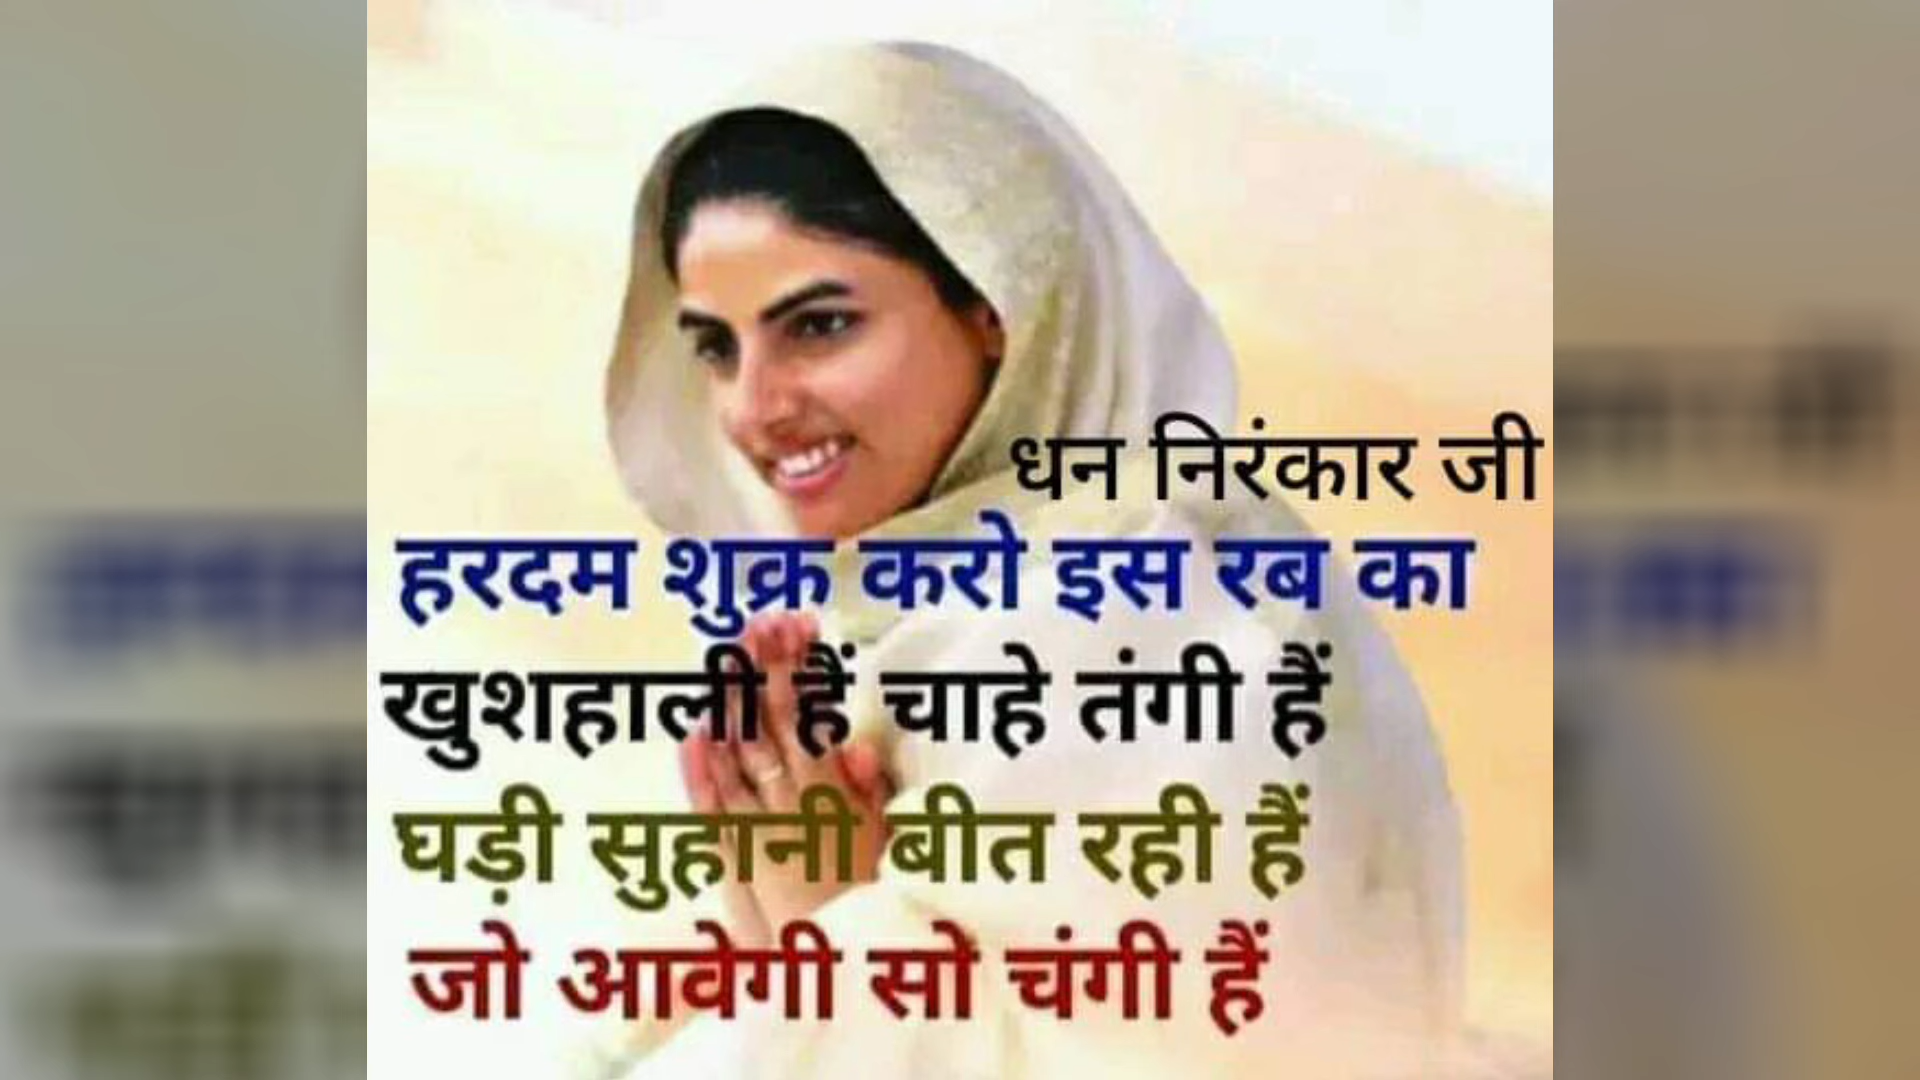 धन निरंकार जी
हरदम शुक्र करो इस रब का
खुशहाली हैं चाहे तंगी हैं
घड़ी सुहानी बीत रही हैं
जो आवेगी सो चंगी हैं